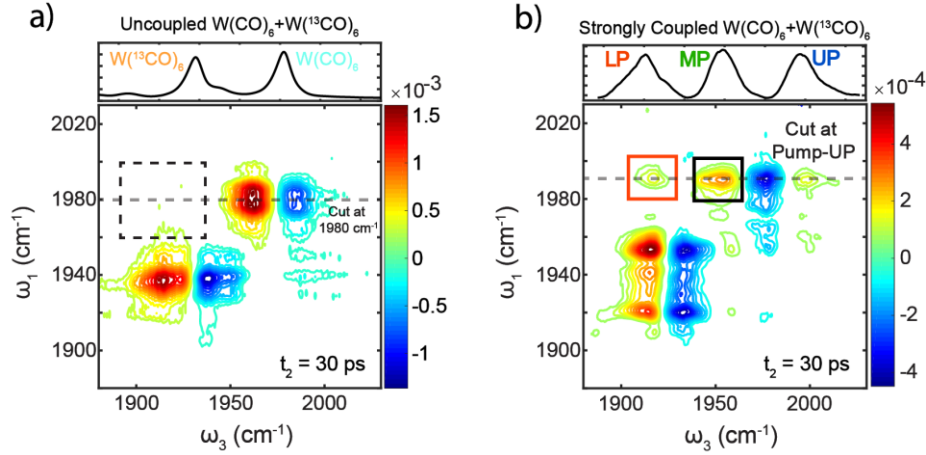 a)
Uncoupled W(CO)₆+W(¹³CO)₆
W(¹³CO)₆
W(CO)₆
×10⁻³
2020
1980
1940
1900
ω₁ (cm⁻¹)
Cut at
1980 cm⁻¹
t₂ = 30 ps
1900
1950
2000
ω₃ (cm⁻¹)
1.5
1
0.5
0
-0.5
-1
b)
Strongly Coupled W(CO)₆+W(¹³CO)₆
LP
MP
UP
×10⁻⁴
2020
1980
1940
1900
ω₁ (cm⁻¹)
Cut at
Pump-UP
t₂ = 30 ps
1900
1950
2000
ω₃ (cm⁻¹)
4
2
0
-2
-4